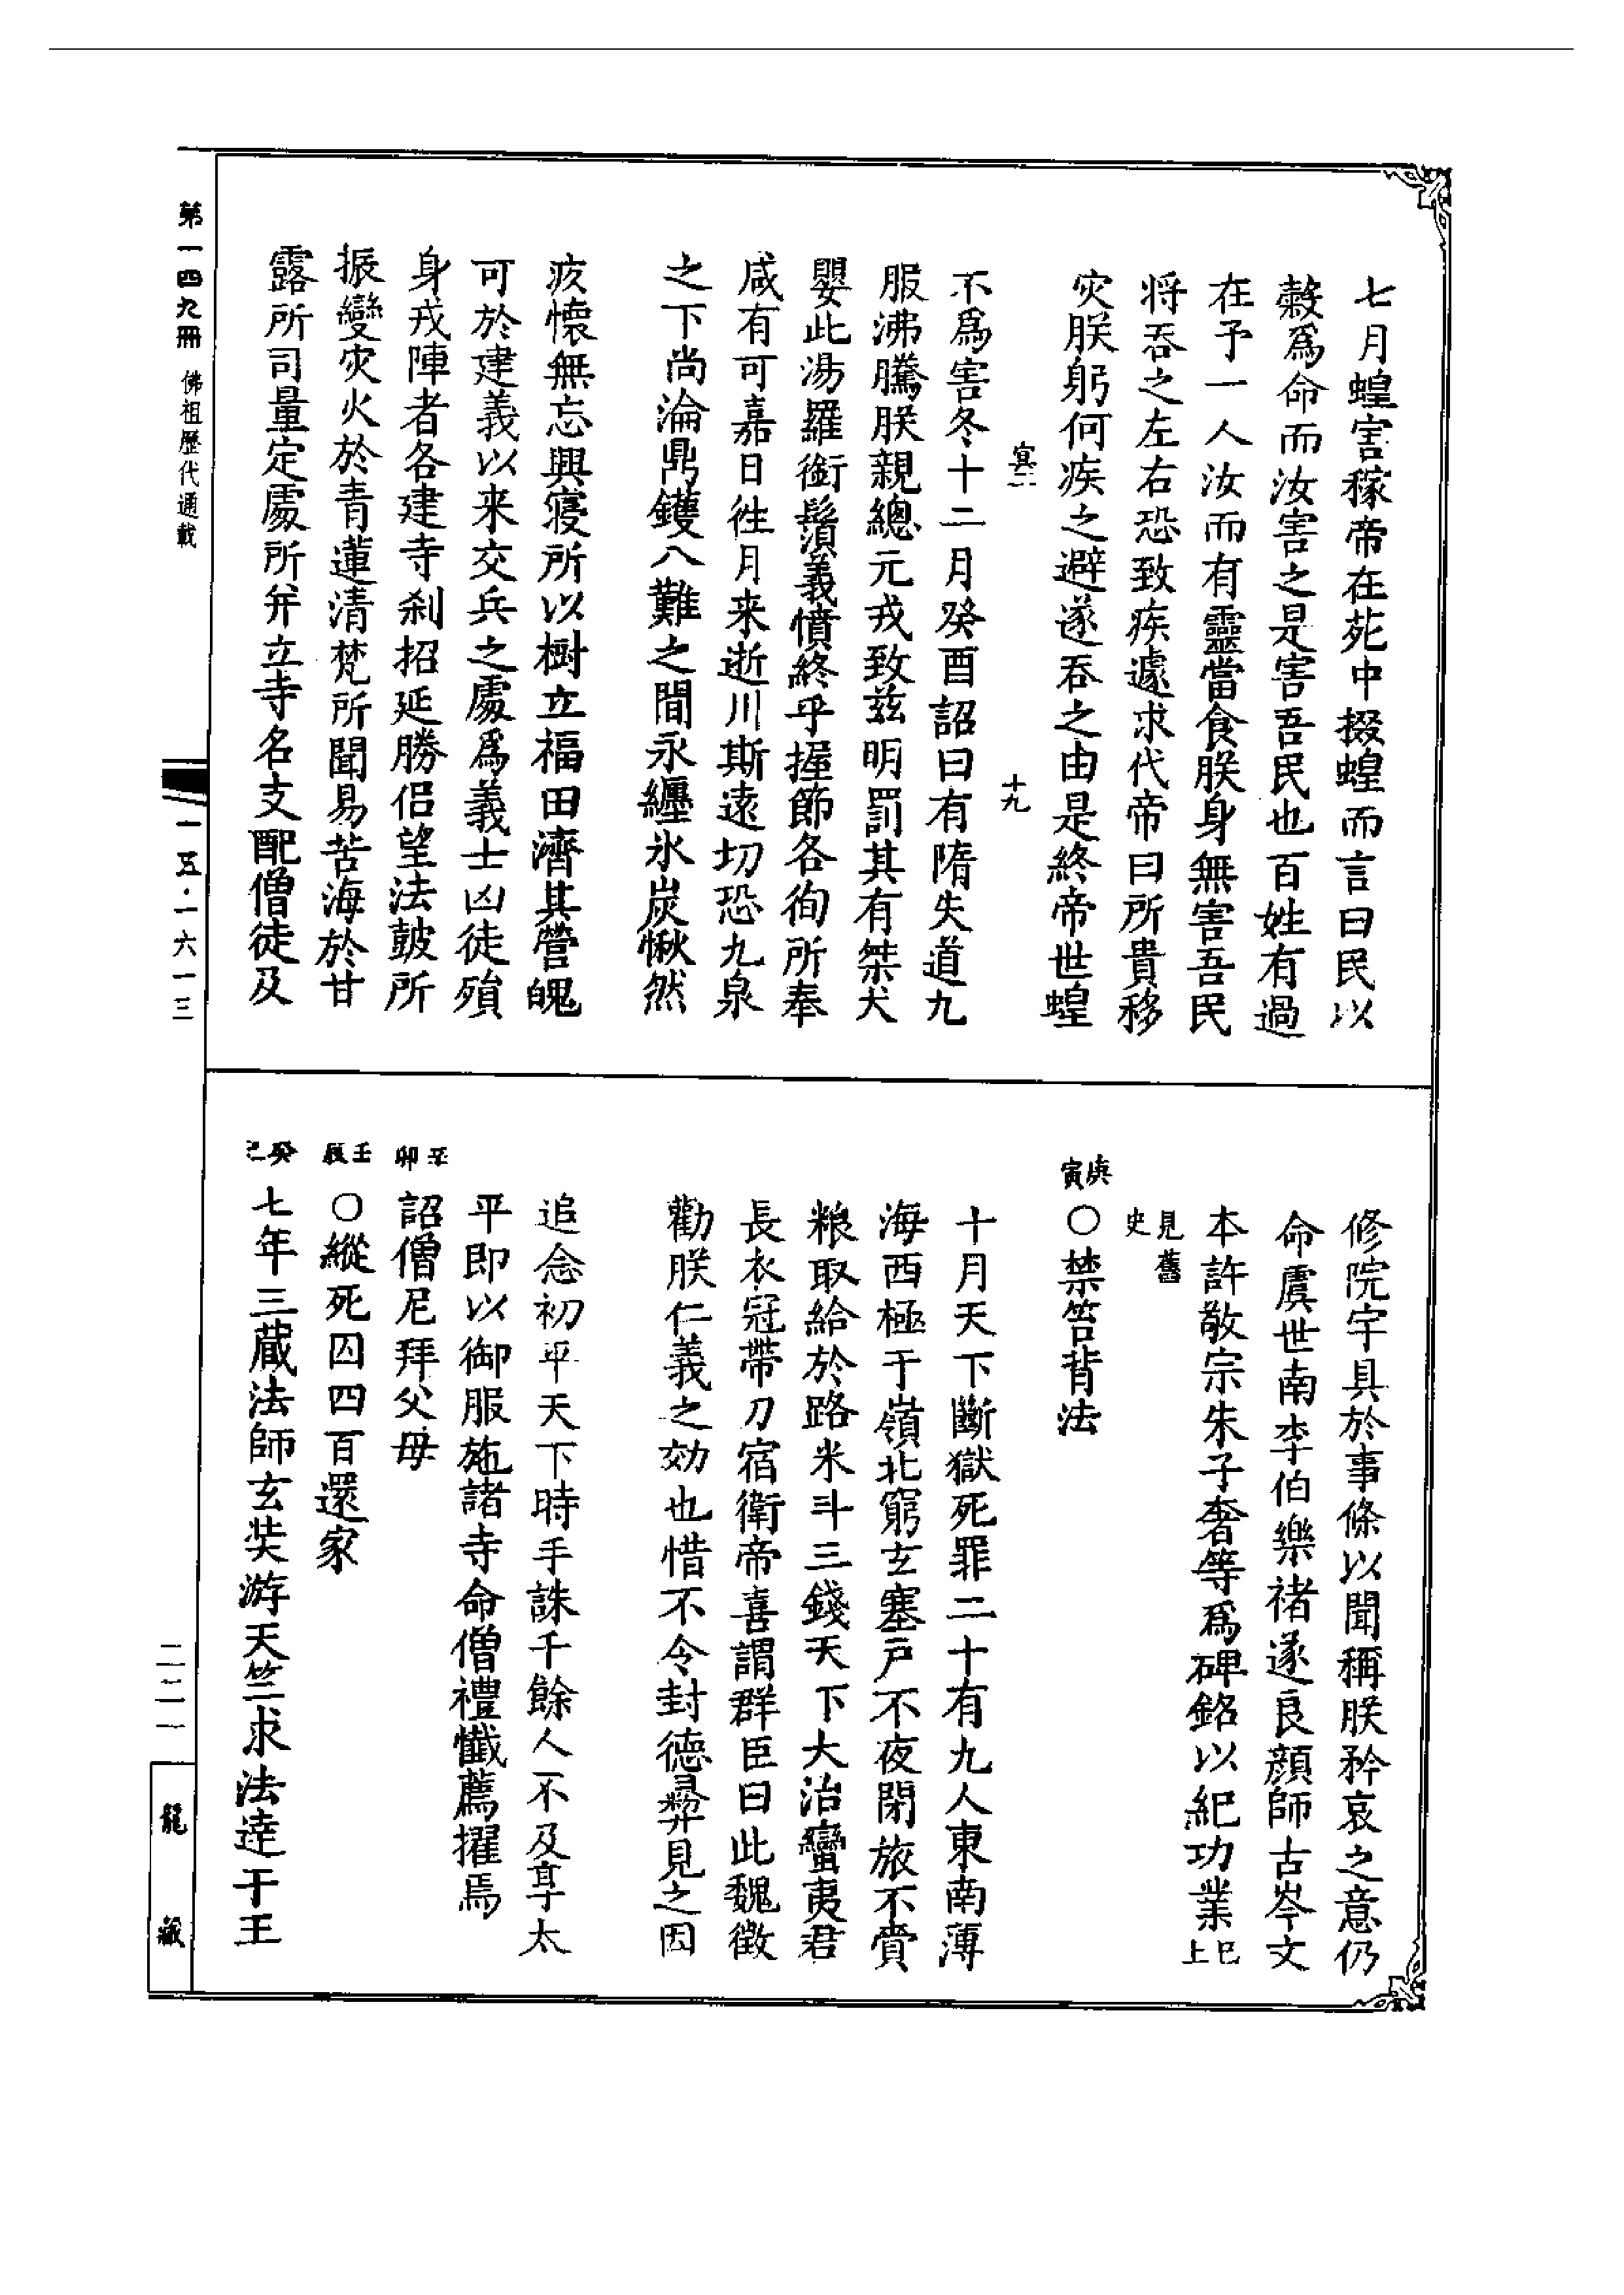 七月蝗害稼帝在苑中掇蝗而言曰民以
穀爲命而汝害之是害吾民也百姓有過
在予一人汝而有靈當食朕身無害吾民
将吞之左右恐致疾遽求代帝曰所貴移
灾朕躬何疾之避遂吞之由是終帝世蝗
十九
不爲害冬十二月癸酉詔曰有隋失道九
服沸騰朕親總元戎致茲明罰其有桀犬
嬰此湯羅銜鬚義憤終乎握節各徇所奉
咸有可嘉日徃月来逝川斯遠切恐九泉
之下尚淪鼎鑊八難之間永纒氷炭愀然
疚懷無忘興寢所以樹立福田濟其營魄
可於建義以来交兵之處爲義士凶徒殞
身戎陣者各建寺刹招延勝侶望法鼓所
振變灾火於青蓮清梵所聞易苦海於甘
露所司量定處所并立寺名支配僧徒及
修院宇具於事條以聞稱朕矜哀之意仍
命虞世南李伯樂褚遂良顔師古岑文
本許敬宗朱子奢等爲碑銘以紀功業巳上
見舊史
庚寅
〇禁笞背法
十月天下斷獄死罪二十有九人東南薄
海西極于嶺北窮玄塞戸不夜閉旅不賫
粮取給於路米斗三錢天下大治蠻夷君
長衣冠帶刀宿衛帝喜謂群臣曰此魏徵
勸朕仁義之効也惜不令封德彛見之因
追念初平天下時手誅千餘人不及享太
平即以御服施諸寺命僧禮懺薦擢焉
辛卯
詔僧尼拜父母
壬辰
〇縱死囚四百還家
癸巳
七年三藏法師玄奘游天竺求法達于王
第一四九冊 佛祖歷代通載
一五·一六一三
二二一
龍藏